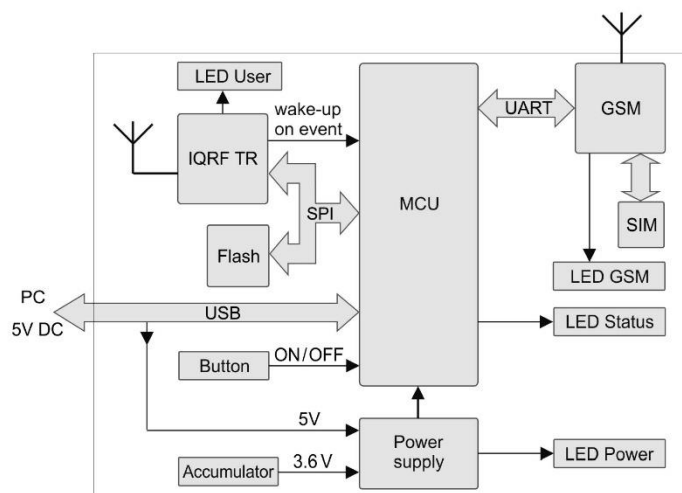 LED User
wake-up
on event
IQRF TR
UART
GSM
MCU
SPI
SIM
Flash
LED GSM
PC
5V DC
USB
LED Status
Button
ON/OFF
5V
Power
supply
LED Power
Accumulator
3.6 V